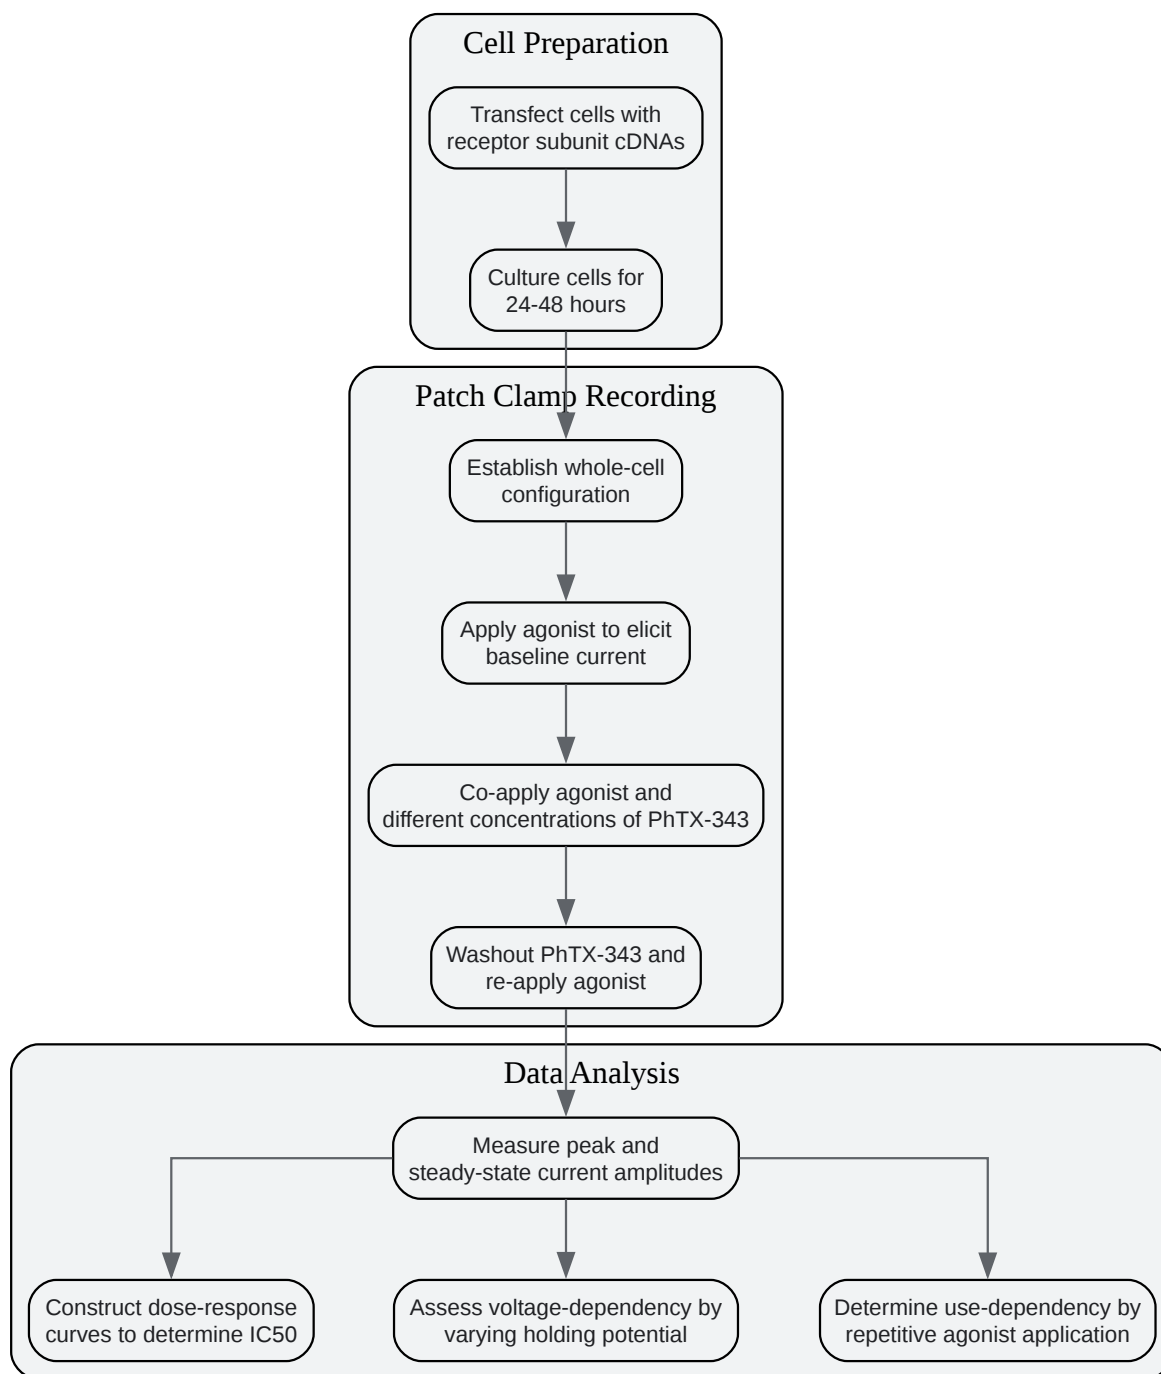 Cell Preparation
Transfect cells with
receptor subunit cDNAs
Culture cells for
24-48 hours
Patch Clamp Recording
Establish whole-cell
configuration
Apply agonist to elicit
baseline current
Co-apply agonist and
different concentrations of PhTX-343
Washout PhTX-343 and
re-apply agonist
Data Analysis
Measure peak and
steady-state current amplitudes
Construct dose-response
curves to determine IC50
Assess voltage-dependency by
varying holding potential
Determine use-dependency by
repetitive agonist application